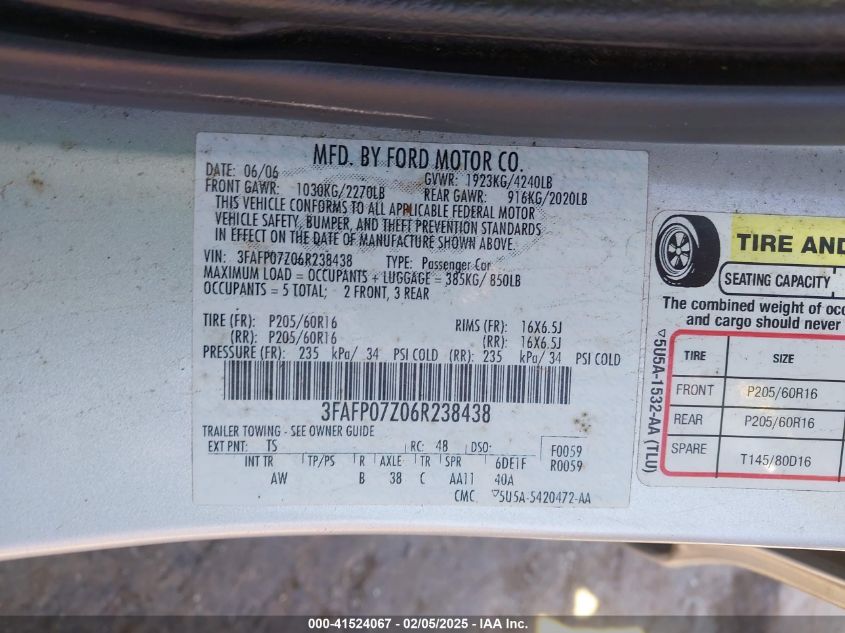 MFD. BY FORD MOTOR CO.
DATE: 06/06 GVWR: 1923KG/4240LB
FRONT GAWR: 1030KG/2270LB REAR GAWR: 916KG/2020LB
THIS VEHICLE CONFORMS TO ALL APPLICABLE FEDERAL MOTOR
VEHICLE SAFETY, BUMPER, AND THEFT PREVENTION STANDARDS
IN EFFECT ON THE DATE OF MANUFACTURE SHOWN ABOVE.
VIN: 3FAFP07Z06R238438 TYPE: Passenger Car
MAXIMUM LOAD = OCCUPANTS + LUGGAGE = 385KG/ 850LB
OCCUPANTS = 5 TOTAL; 2 FRONT, 3 REAR
TIRE (FR): P205/60R16 RIMS (FR): 16X6.5J
(RR): P205/60R16 (RR): 16X6.5J
PRESSURE (FR): 235 kPa/ 34 PSI COLD (RR): 235 kPa/ 34 PSI COLD
3FAFP07Z06R238438
TRAILER TOWING - SEE OWNER GUIDE
EXT PNT: TS RC: 48 DSO: F0059
R0059
INT TR TP/PS R AXLE TR SPR 6DE1F
AW B 38 C AA11 40A
CMC ▽5U5A-5420472-AA
TIRE AND
SEATING CAPACITY
The combined weight of occ
and cargo should never
TIRE SIZE
FRONT P205/60R16
REAR P205/60R16
SPARE T145/80D16
▽5U5A-1532-AA (TLU)
000-41524067 - 02/05/2025 - IAA Inc.